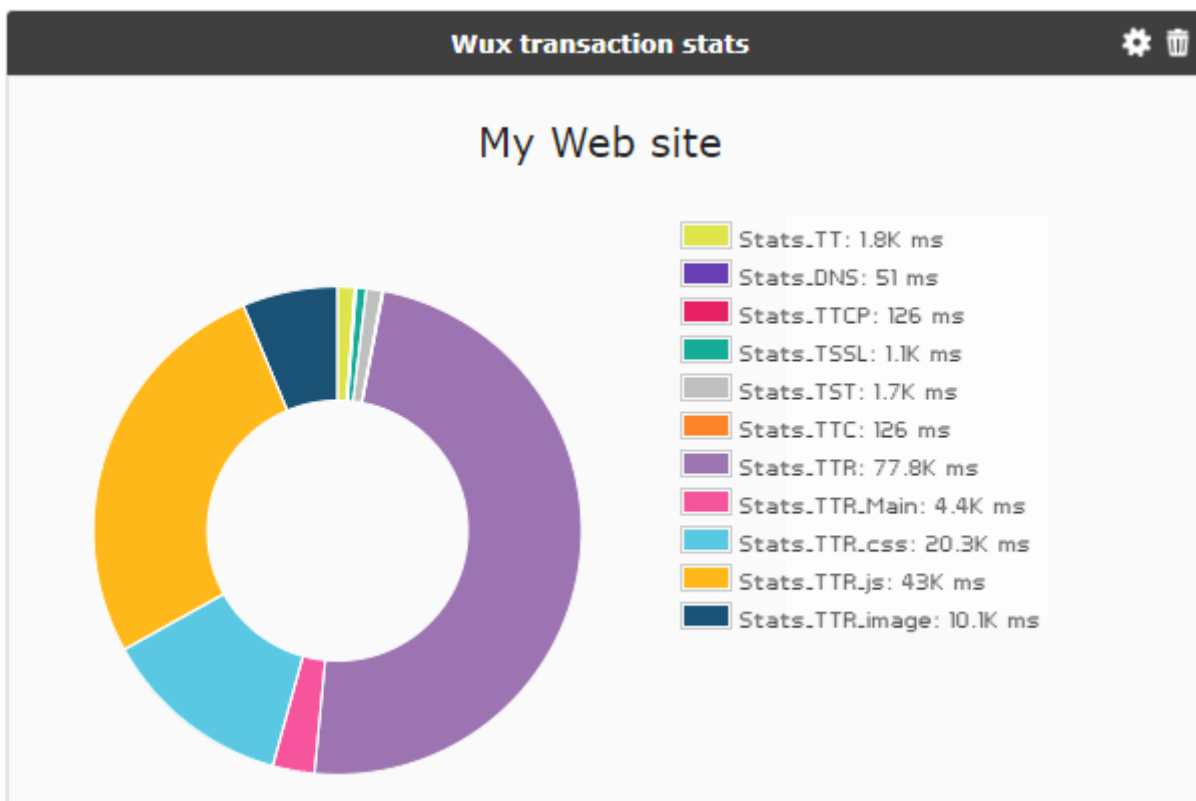 Wux transaction stats
My Web site
Stats_TT: 1.8K ms
Stats_DNS: 51 ms
Stats_TTCP: 126 ms
Stats_TSSL: 1.1K ms
Stats_TST: 1.7K ms
Stats_TTC: 126 ms
Stats_TTR: 77.8K ms
Stats_TTR_Main: 4.4K ms
Stats_TTR_css: 20.3K ms
Stats_TTR_js: 43K ms
Stats_TTR_image: 10.1K ms